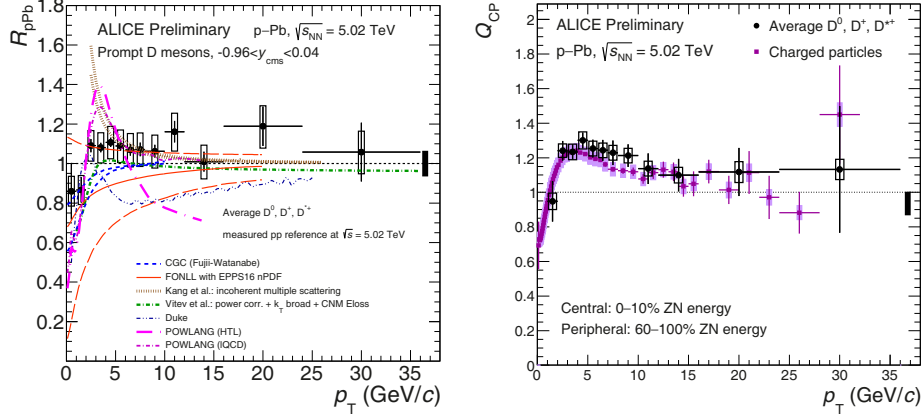 R_pPb
ALICE Preliminary p–Pb, √s_NN = 5.02 TeV
Prompt D mesons, -0.96<y_cms<0.04
1.8
1.6
1.4
1.2
1
0.8
0.6
0.4
0.2
Average D⁰, D⁺, D*⁺
measured pp reference at √s = 5.02 TeV
CGC (Fujii-Watanabe)
FONLL with EPPS16 nPDF
Kang et al.: incoherent multiple scattering
Vitev et al.: power corr. + k_T broad + CNM Eloss
Duke
POWLANG (HTL)
POWLANG (lQCD)
0 5 10 15 20 25 30 35
p_T (GeV/c)
Q_CP
ALICE Preliminary
p–Pb, √s_NN = 5.02 TeV
Average D⁰, D⁺, D*⁺
Charged particles
2
1.8
1.6
1.4
1.2
1
0.8
0.6
0.4
0.2
0
Central: 0–10% ZN energy
Peripheral: 60–100% ZN energy
0 5 10 15 20 25 30 35
p_T (GeV/c)